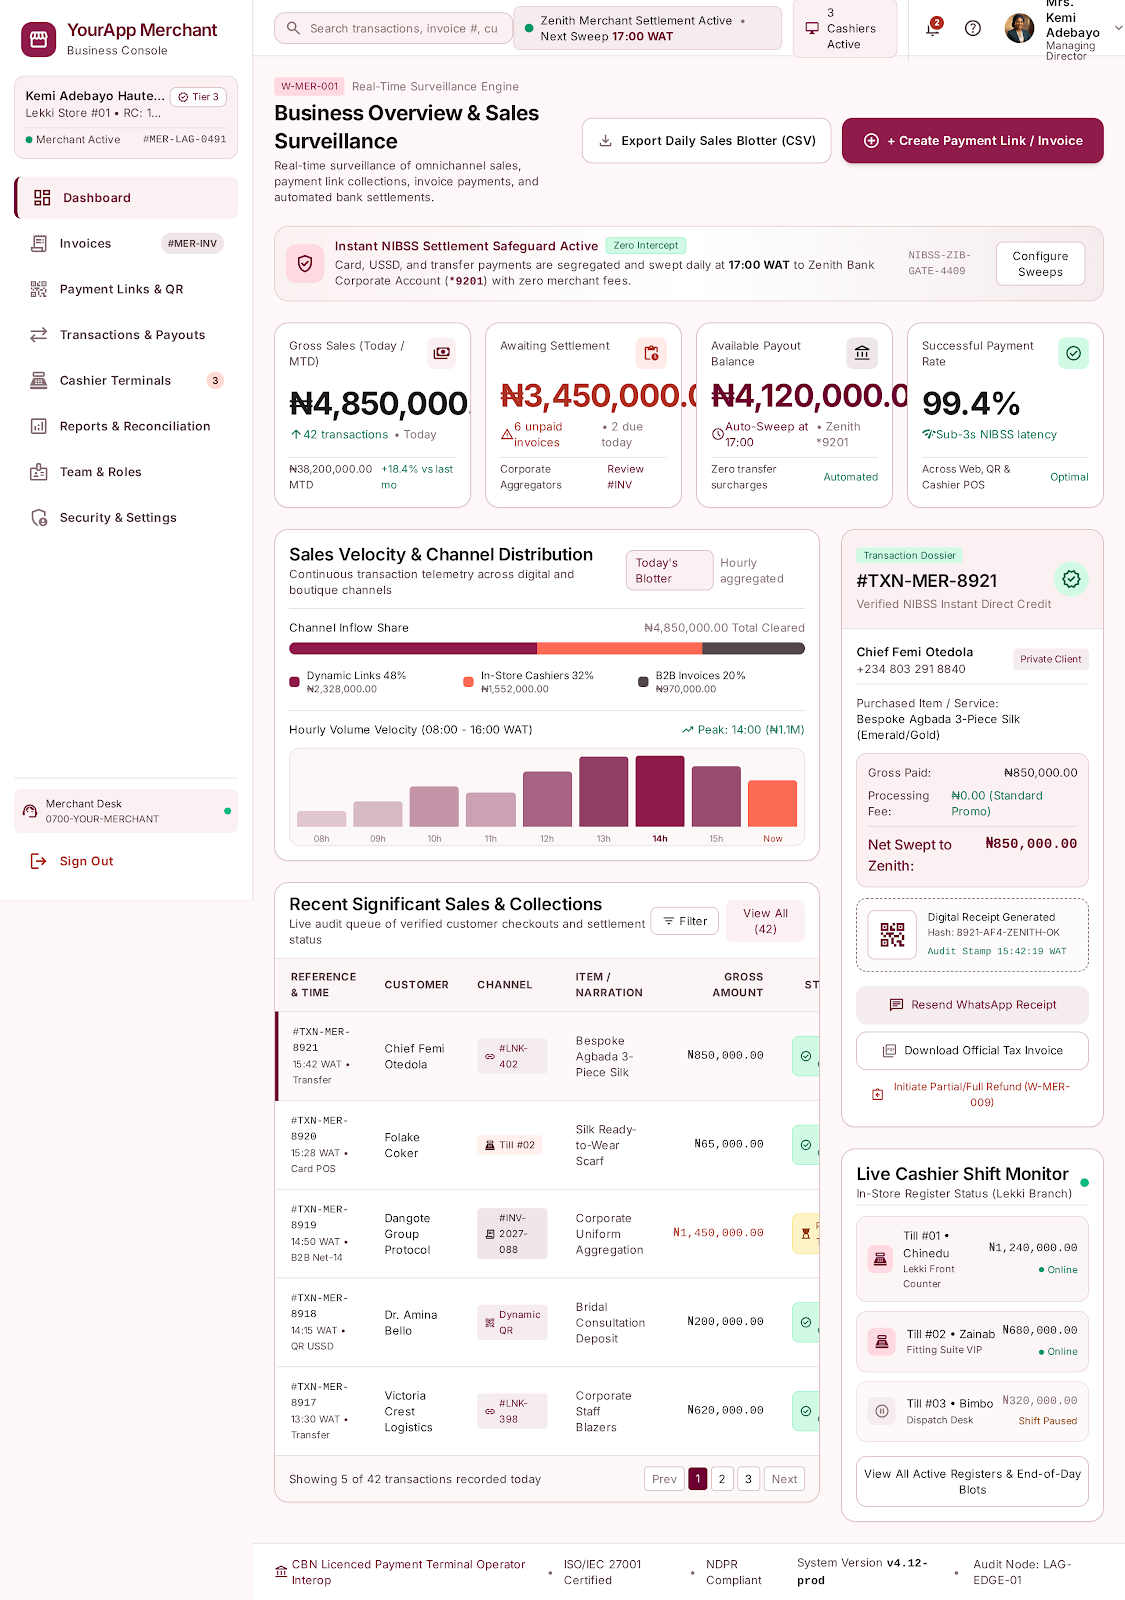 YourApp Merchant
Business Console
Kemi Adebayo Haute...
Tier 3
Lekki Store #01 • RC: 1...
Merchant Active
#MER-LAG-0491
Dashboard
Invoices
#MER-INV
Payment Links & QR
Transactions & Payouts
Cashier Terminals
3
Reports & Reconciliation
Team & Roles
Security & Settings
Merchant Desk
0700-YOUR-MERCHANT
Sign Out
Search transactions, invoice #, cu
Zenith Merchant Settlement Active •
Next Sweep 17:00 WAT
3
Cashiers
Active
2
Mrs.
Kemi
Adebayo
Managing
Director
W-MER-001
Real-Time Surveillance Engine
Business Overview & Sales
Surveillance
Real-time surveillance of omnichannel sales,
payment link collections, invoice payments, and
automated bank settlements.
Export Daily Sales Blotter (CSV)
+ Create Payment Link / Invoice
Instant NIBSS Settlement Safeguard Active
Zero Intercept
Card, USSD, and transfer payments are segregated and swept daily at 17:00 WAT to Zenith Bank
Corporate Account (*9201) with zero merchant fees.
NIBSS-ZIB-
GATE-4409
Configure
Sweeps
Gross Sales (Today /
MTD)
₦4,850,000.
42 transactions • Today
₦38,200,000.00
MTD
+18.4% vs last
mo
Awaiting Settlement
₦3,450,000.0
6 unpaid
invoices
• 2 due
today
Corporate
Aggregators
Review
#INV
Available Payout
Balance
₦4,120,000.0
Auto-Sweep at
17:00
• Zenith
*9201
Zero transfer
surcharges
Automated
Successful Payment
Rate
99.4%
Sub-3s NIBSS latency
Across Web, QR &
Cashier POS
Optimal
Sales Velocity & Channel Distribution
Continuous transaction telemetry across digital and
boutique channels
Today's
Blotter
Hourly
aggregated
Channel Inflow Share
₦4,850,000.00 Total Cleared
Dynamic Links 48%
₦2,328,000.00
In-Store Cashiers 32%
₦1,552,000.00
B2B Invoices 20%
₦970,000.00
Hourly Volume Velocity (08:00 - 16:00 WAT)
Peak: 14:00 (₦1.1M)
08h
09h
10h
11h
12h
13h
14h
15h
Now
Recent Significant Sales & Collections
Live audit queue of verified customer checkouts and settlement
status
Filter
View All
(42)
REFERENCE
& TIME
CUSTOMER
CHANNEL
ITEM /
NARRATION
GROSS
AMOUNT
ST
#TXN-MER-
8921
15:42 WAT •
Transfer
Chief Femi
Otedola
#LNK-
402
Bespoke
Agbada 3-
Piece Silk
₦850,000.00
#TXN-MER-
8920
15:28 WAT •
Card POS
Folake
Coker
Till #02
Silk Ready-
to-Wear
Scarf
₦65,000.00
#TXN-MER-
8919
14:50 WAT •
B2B Net-14
Dangote
Group
Protocol
#INV-
2027-
088
Corporate
Uniform
Aggregation
₦1,450,000.00
#TXN-MER-
8918
14:15 WAT •
QR USSD
Dr. Amina
Bello
Dynamic
QR
Bridal
Consultation
Deposit
₦200,000.00
#TXN-MER-
8917
13:30 WAT •
Transfer
Victoria
Crest
Logistics
#LNK-
398
Corporate
Staff
Blazers
₦620,000.00
Showing 5 of 42 transactions recorded today
Prev
1
2
3
Next
Transaction Dossier
#TXN-MER-8921
Verified NIBSS Instant Direct Credit
Chief Femi Otedola
+234 803 291 8840
Private Client
Purchased Item / Service:
Bespoke Agbada 3-Piece Silk
(Emerald/Gold)
Gross Paid:
₦850,000.00
Processing
Fee:
₦0.00 (Standard
Promo)
Net Swept to
Zenith:
₦850,000.00
Digital Receipt Generated
Hash: 8921-AF4-ZENITH-OK
Audit Stamp 15:42:19 WAT
Resend WhatsApp Receipt
Download Official Tax Invoice
Initiate Partial/Full Refund (W-MER-
009)
Live Cashier Shift Monitor
In-Store Register Status (Lekki Branch)
Till #01 •
Chinedu
Lekki Front
Counter
₦1,240,000.00
Online
Till #02 • Zainab
Fitting Suite VIP
₦680,000.00
Online
Till #03 • Bimbo
Dispatch Desk
₦320,000.00
Shift Paused
View All Active Registers & End-of-Day
Blots
CBN Licenced Payment Terminal Operator
Interop
•
ISO/IEC 27001
Certified
•
NDPR
Compliant
System Version v4.12-
prod
•
Audit Node: LAG-
EDGE-01